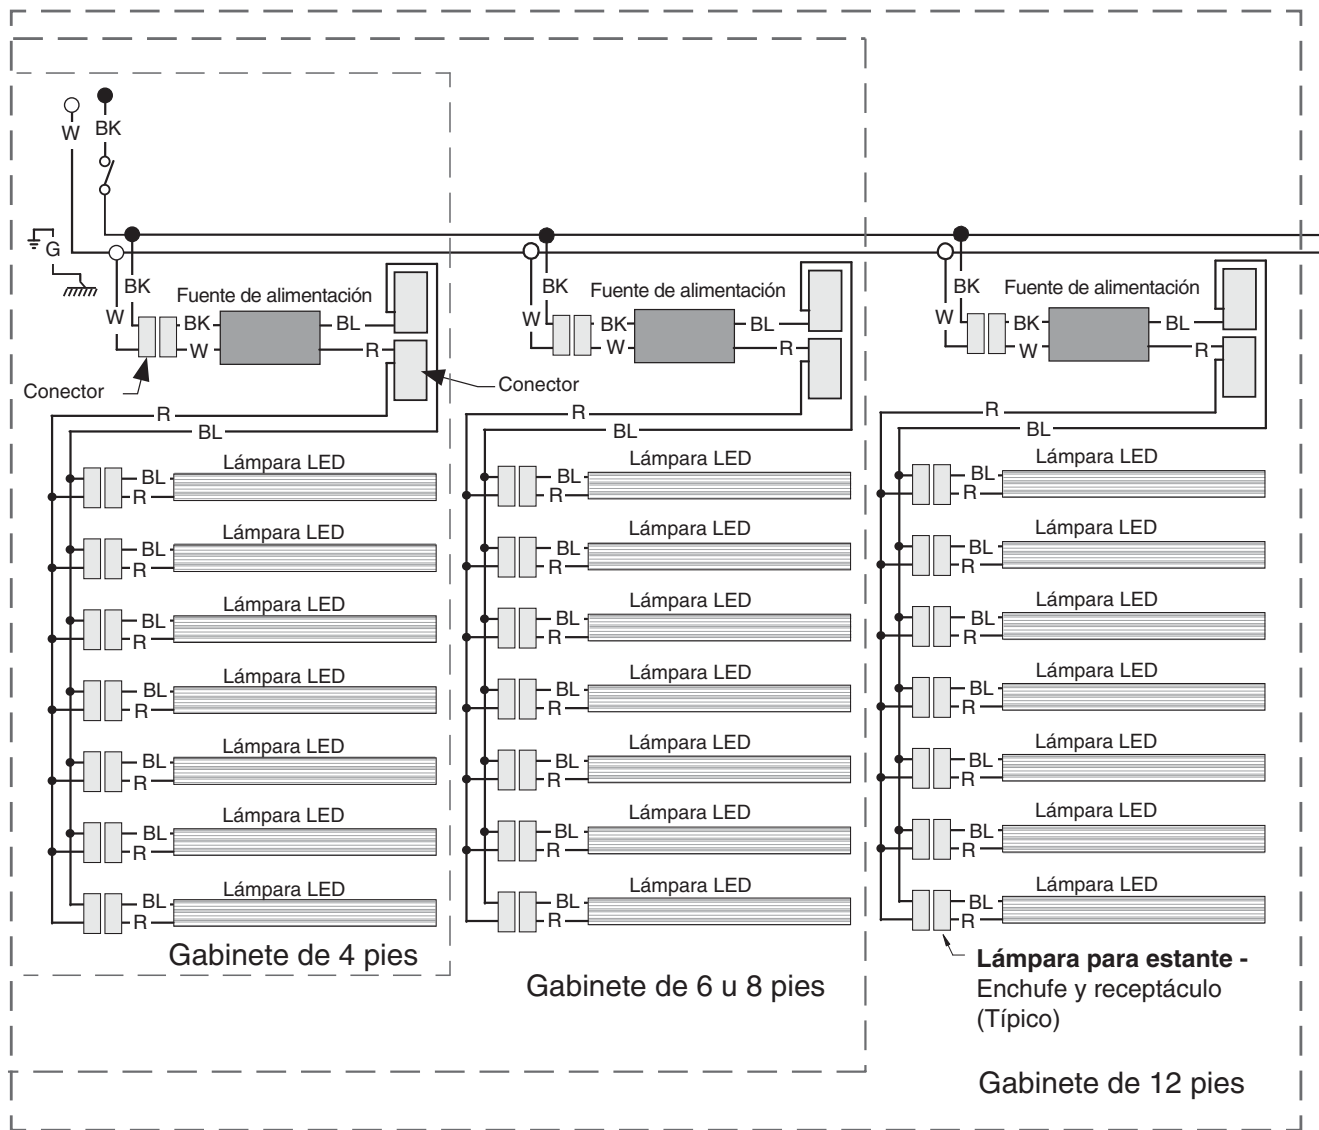 W
BK
G
BK
W
Fuente de alimentación
BK
W
BL
R
Conector
Conector
R
BL
Lámpara LED
BL
R
Lámpara LED
BL
R
Lámpara LED
BL
R
Lámpara LED
BL
R
Lámpara LED
BL
R
Lámpara LED
BL
R
Lámpara LED
BL
R
Gabinete de 4 pies
BK
W
Fuente de alimentación
BK
W
BL
R
R
BL
Lámpara LED
BL
R
Lámpara LED
BL
R
Lámpara LED
BL
R
Lámpara LED
BL
R
Lámpara LED
BL
R
Lámpara LED
BL
R
Lámpara LED
BL
R
Gabinete de 6 u 8 pies
BK
W
Fuente de alimentación
BK
W
BL
R
R
BL
Lámpara LED
BL
R
Lámpara LED
BL
R
Lámpara LED
BL
R
Lámpara LED
BL
R
Lámpara LED
BL
R
Lámpara LED
BL
R
Lámpara LED
BL
R
Lámpara para estante -
Enchufe y receptáculo
(Típico)
Gabinete de 12 pies